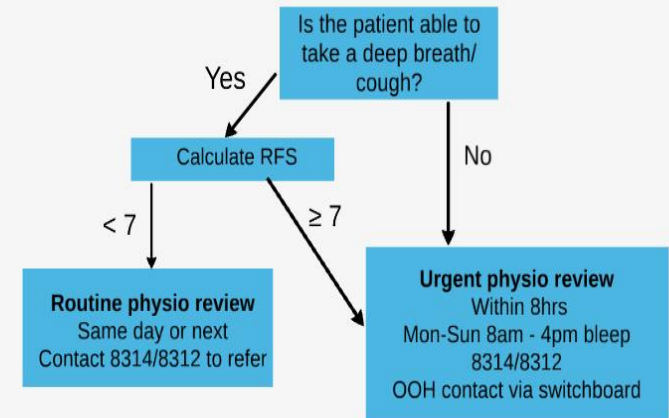 Is the patient able to
take a deep breath/
cough?
Yes
Calculate RFS
No
< 7
≥ 7
Routine physio review
Same day or next
Contact 8314/8312 to refer
Urgent physio review
Within 8hrs
Mon-Sun 8am - 4pm bleep
8314/8312
OOH contact via switchboard